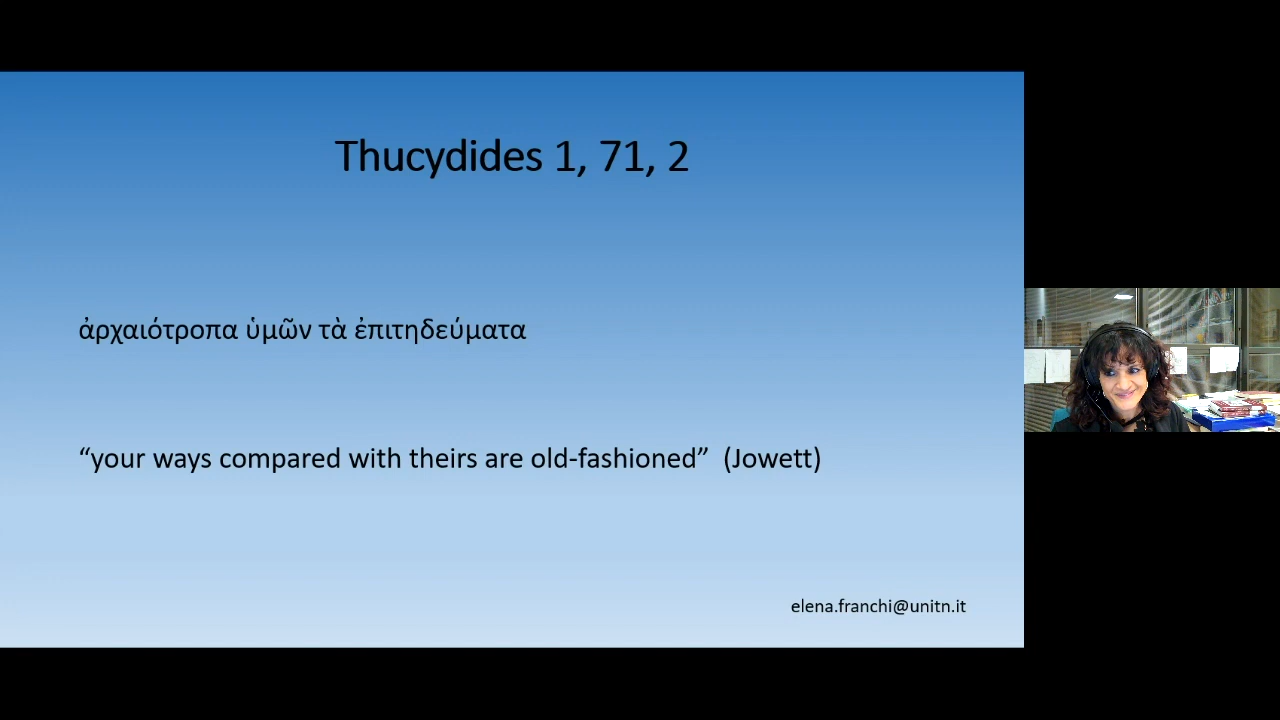 Thucydides 1, 71, 2
ἀρχαιότροπα ὑμῶν τὰ ἐπιτηδεύματα
“your ways compared with theirs are old-fashioned” (Jowett)
elena.franchi@unitn.it